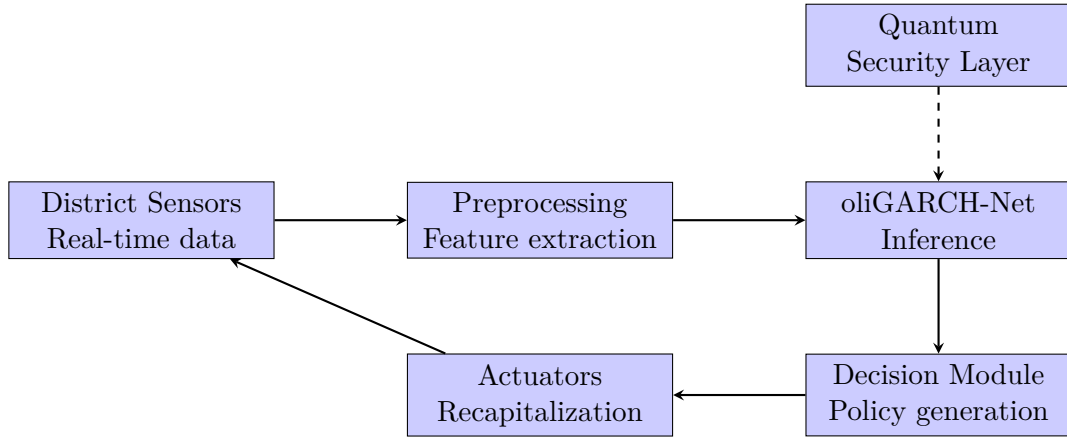 Quantum
Security Layer
District Sensors
Real-time data
Preprocessing
Feature extraction
oliGARCH-Net
Inference
Actuators
Recapitalization
Decision Module
Policy generation